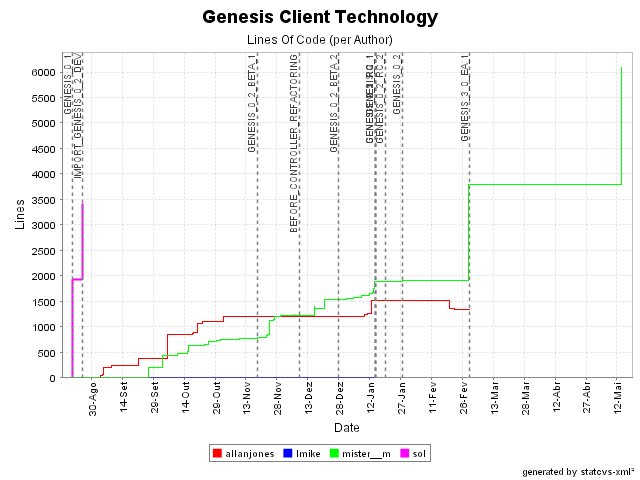 Genesis Client Technology
Lines Of Code (per Author)
GENESIS_0_1
IMPORT_GENESIS_0_2_DEV
GENESIS_0_2_BETA_1
BEFORE_CONTROLLER_REFACTORING
GENESIS_0_2_BETA_2
GENESIS_0_2_RC_2
GENESIS_0_2
GENESIS_3_0_EA_1
Lines
6000
5500
5000
4500
4000
3500
3000
2500
2000
1500
1000
500
0
30-Ago
14-Set
29-Set
14-Out
29-Out
13-Nov
28-Nov
13-Dez
28-Dez
12-Jan
27-Jan
11-Fev
26-Fev
13-Mar
28-Mar
12-Abr
27-Abr
12-Mai
Date
allanjones lmike mister__m sol
generated by statcvs-xml²